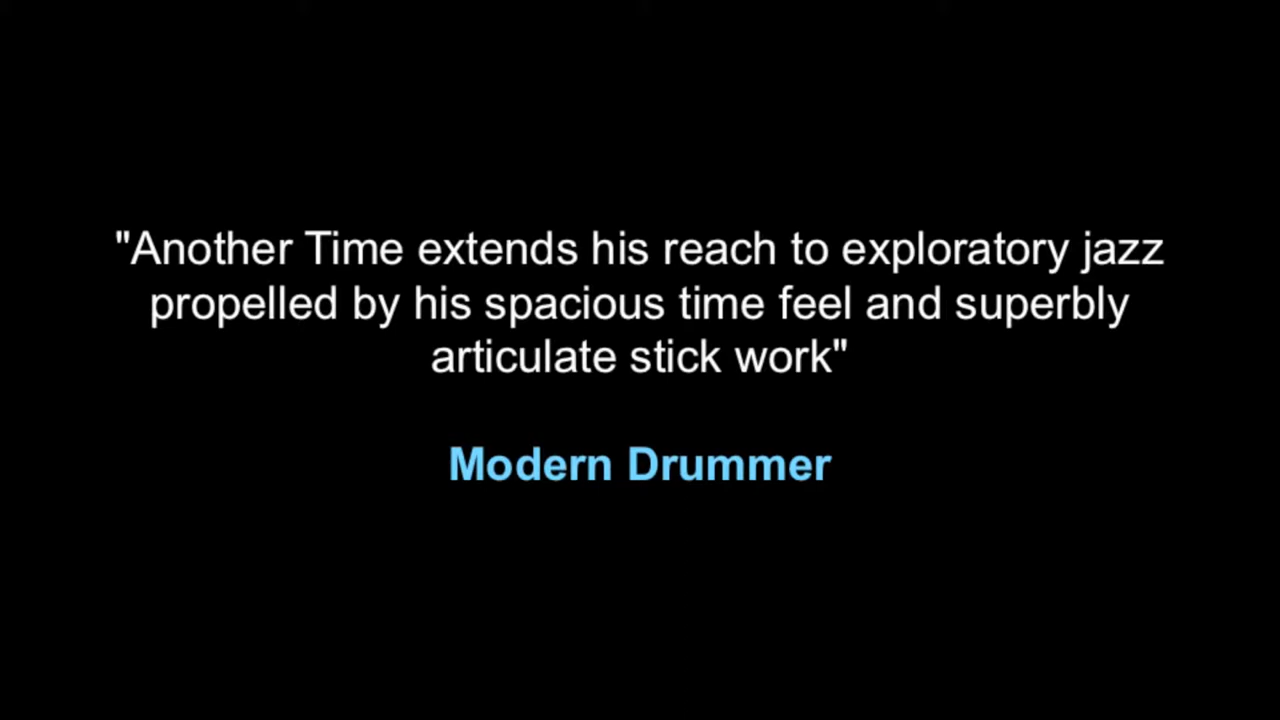 "Another Time extends his reach to exploratory jazz
propelled by his spacious time feel and superbly
articulate stick work"
Modern Drummer